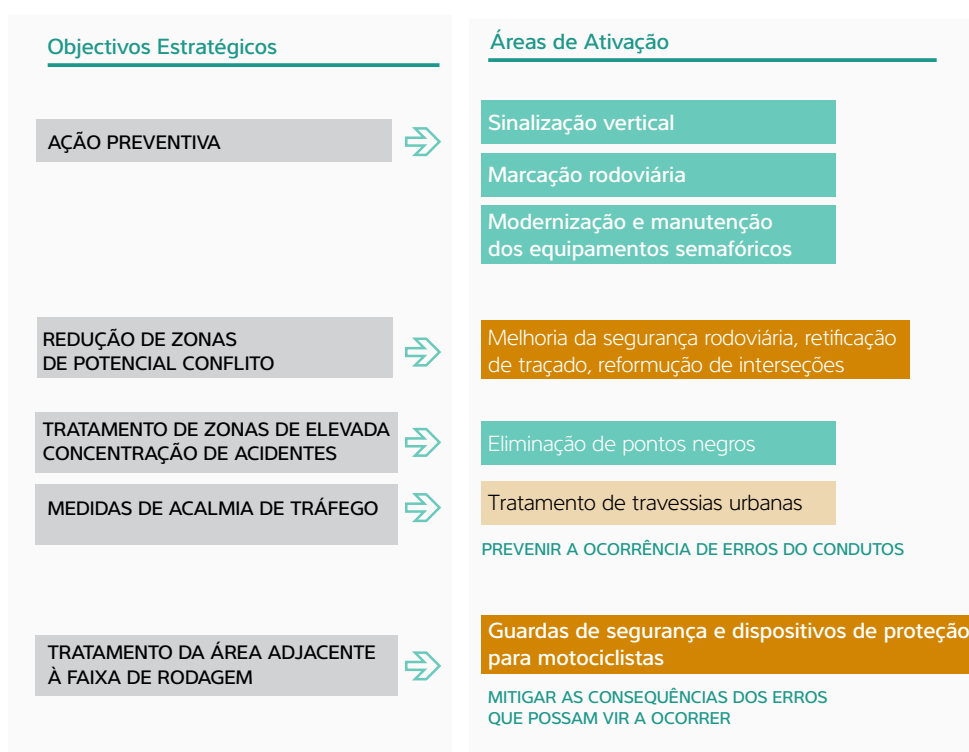 Objectivos Estratégicos
Áreas de Ativação
AÇÃO PREVENTIVA
Sinalização vertical
Marcação rodoviária
Modernização e manutenção
dos equipamentos semafóricos
REDUÇÃO DE ZONAS
DE POTENCIAL CONFLITO
Melhoria da segurança rodoviária, retificação
de traçado, reformução de interseções
TRATAMENTO DE ZONAS DE ELEVADA
CONCENTRAÇÃO DE ACIDENTES
Eliminação de pontos negros
MEDIDAS DE ACALMIA DE TRÁFEGO
Tratamento de travessias urbanas
PREVENIR A OCORRÊNCIA DE ERROS DO CONDUTOS
TRATAMENTO DA ÁREA ADJACENTE
À FAIXA DE RODAGEM
Guardas de segurança e dispositivos de proteção
para motociclistas
MITIGAR AS CONSEQUÊNCIAS DOS ERROS
QUE POSSAM VIR A OCORRER